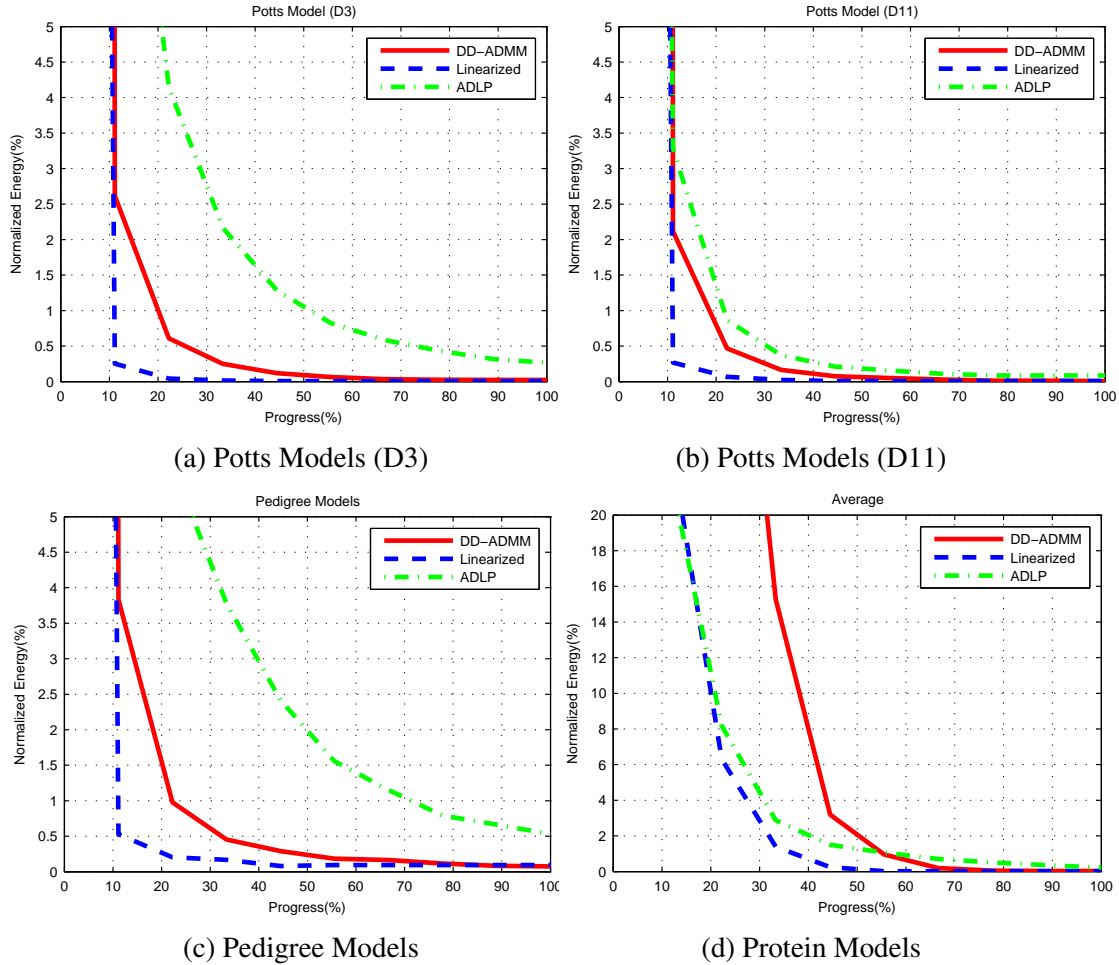 Potts Model (D3)
5
4.5
4
3.5
3
2.5
2
1.5
1
0.5
0
Normalized Energy(%)
DD-ADMM
Linearized
ADLP
0 10 20 30 40 50 60 70 80 90 100
Progress(%)
(a) Potts Models (D3)
Potts Model (D11)
5
4.5
4
3.5
3
2.5
2
1.5
1
0.5
0
Normalized Energy(%)
DD-ADMM
Linearized
ADLP
0 10 20 30 40 50 60 70 80 90 100
Progress(%)
(b) Potts Models (D11)
Pedigree Models
5
4.5
4
3.5
3
2.5
2
1.5
1
0.5
0
Normalized Energy(%)
DD-ADMM
Linearized
ADLP
0 10 20 30 40 50 60 70 80 90 100
Progress(%)
(c) Pedigree Models
Average
20
18
16
14
12
10
8
6
4
2
0
Normalized Energy(%)
DD-ADMM
Linearized
ADLP
0 10 20 30 40 50 60 70 80 90 100
Progress(%)
(d) Protein Models